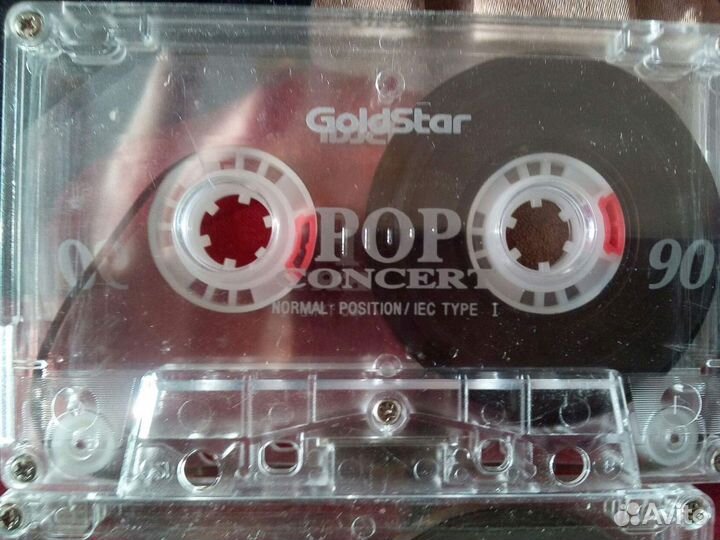 GoldStar
POP
CONCERT
90
90
NORMAL POSITION/IEC TYPE I
Avito